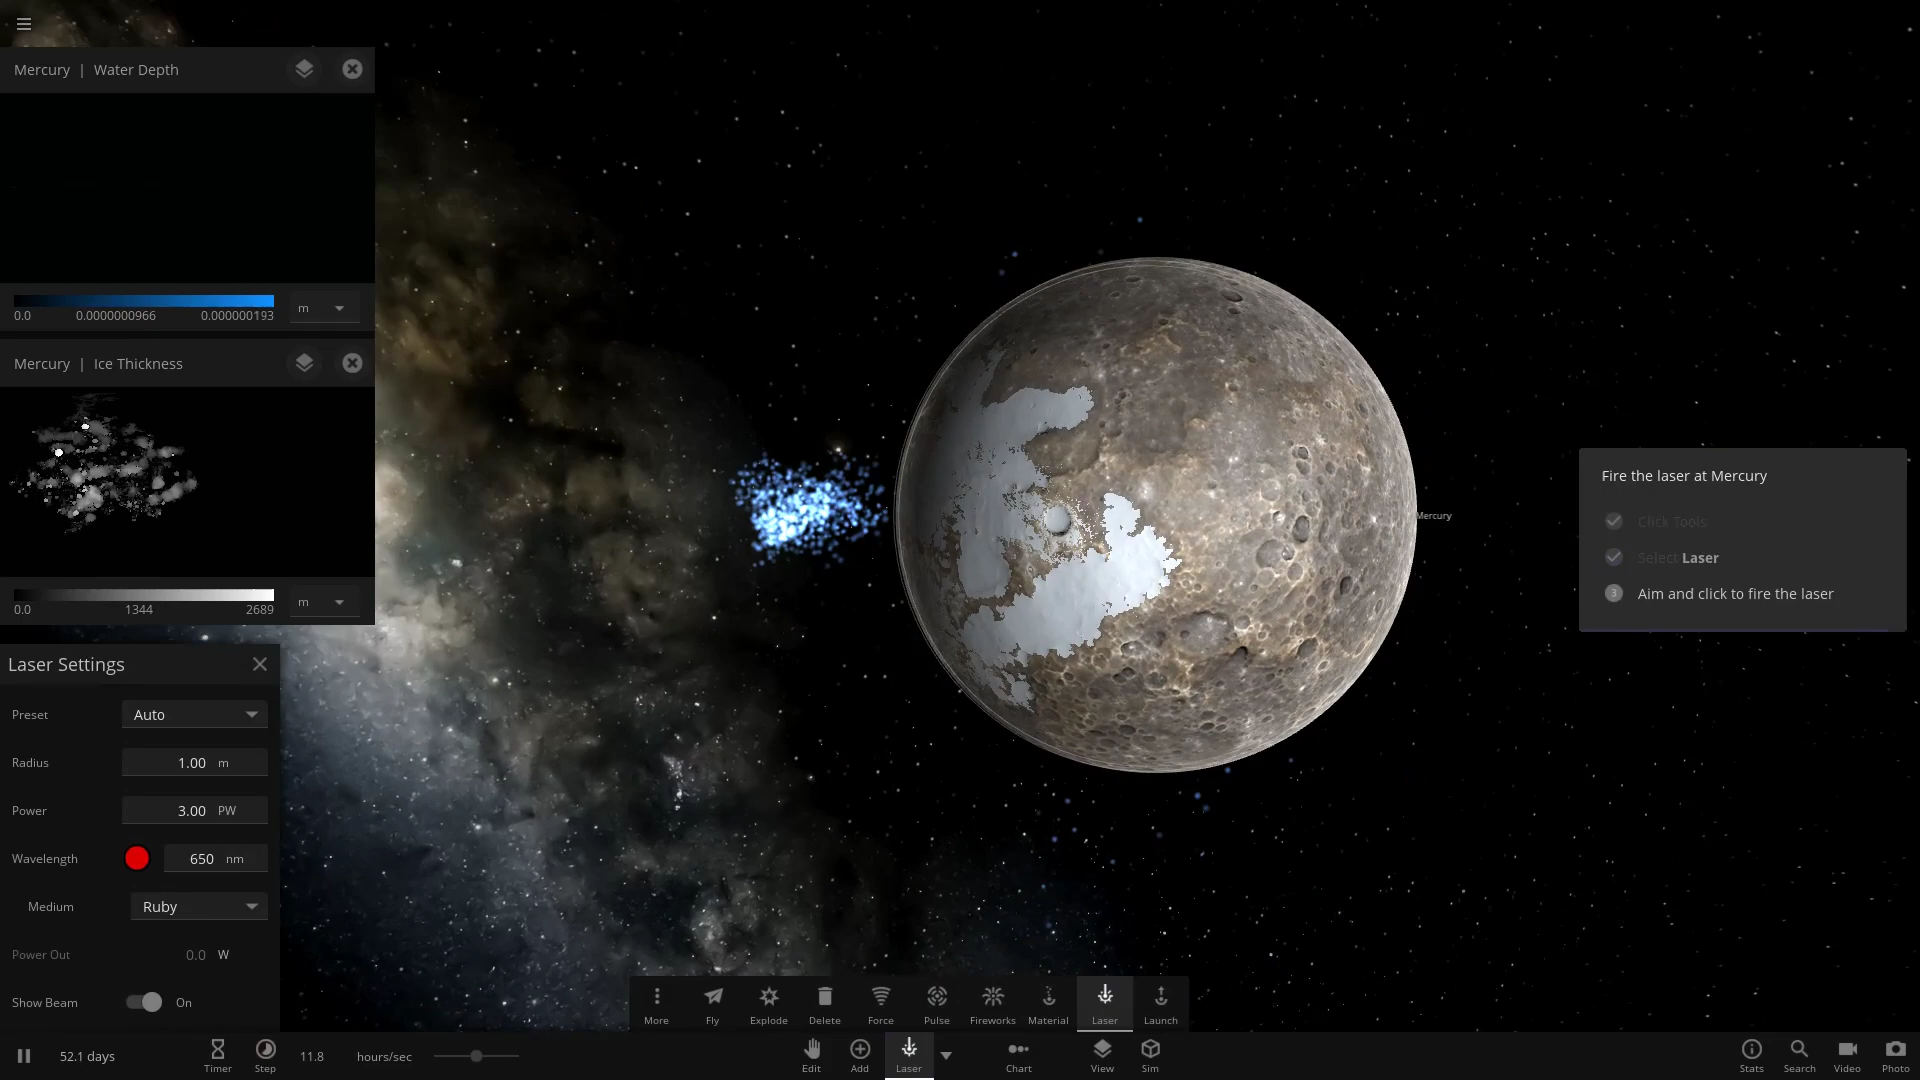 Mercury | Water Depth
0.0 0.0000000966 0.000000193 m
Mercury | Ice Thickness
0.0 1344 2689 m
Laser Settings
Preset Auto
Radius 1.00 m
Power 3.00 PW
Wavelength 650 nm
Medium Ruby
Power Out 0.0 W
Show Beam On
Mercury
Fire the laser at Mercury
Click Tools
Select Laser
3 Aim and click to fire the laser
More Fly Explode Delete Force Pulse Fireworks Material Laser Launch
52.1 days Timer Step 11.8 hours/sec Edit Add Laser Chart View Sim Stats Search Video Photo